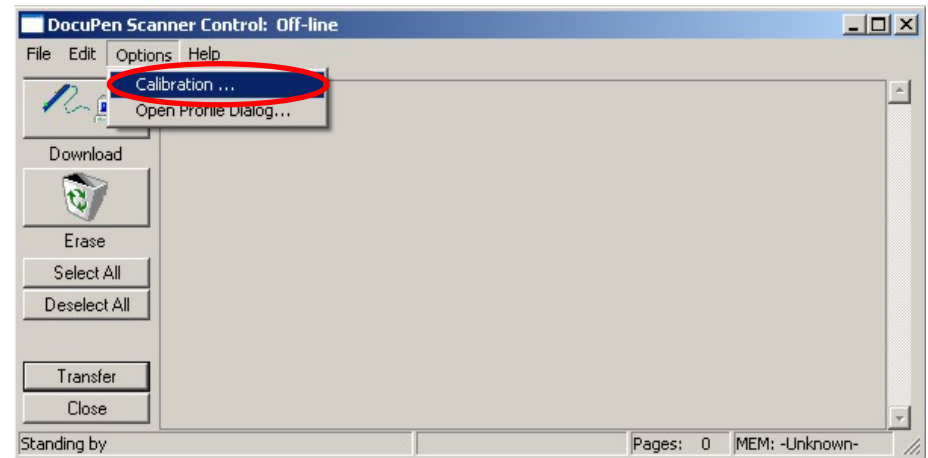 DocuPen Scanner Control: Off-line
File Edit Options Help
Calibration ...
Open Profile Dialog...
Download
Erase
Select All
Deselect All
Transfer
Close
Standing by Pages: 0 MEM: -Unknown-